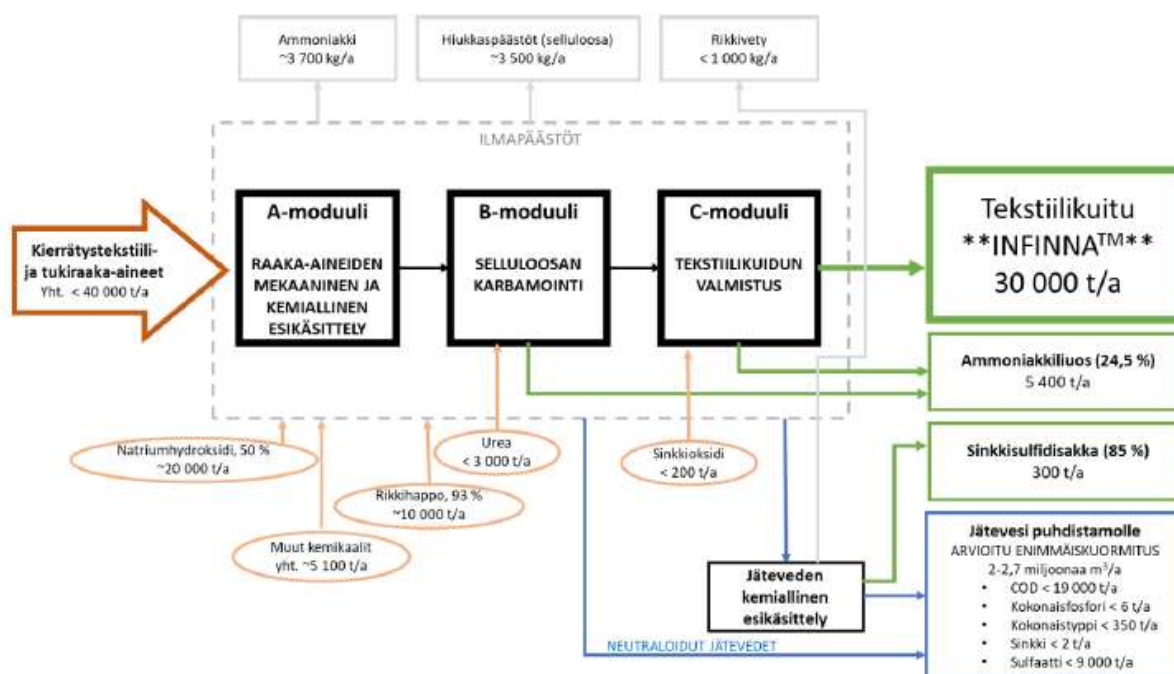 Ammoniakki
~3 700 kg/a
Hiukkaspäästöt (selluloosa)
~3 500 kg/a
Rikkivety
< 1 000 kg/a
ILMAPÄÄSTÖT
Kierrätystekstiili-
ja tukiraaka-aineet
Yht. < 40 000 t/a
A-moduuli
RAAKA-AINEIDEN
MEKAANINEN JA
KEMIALLINEN
ESIKÄSITTELY
B-moduuli
SELLULOOSAN
KARBAMOINTI
C-moduuli
TEKSTIILIKUIDUN
VALMISTUS
Tekstiilikuitu
**INFINNA™**
30 000 t/a
Ammoniakkiliuos (24,5 %)
5 400 t/a
Natriumhydroksidi, 50 %
~20 000 t/a
Muut kemikaalit
yht. ~5 100 t/a
Rikkihappo, 93 %
~10 000 t/a
Urea
< 3 000 t/a
Sinkkioksidi
< 200 t/a
Sinkkisulfidisakka (85 %)
300 t/a
Jäteveden
kemiallinen
esikäsittely
NEUTRALOIDUT JÄTEVEDET
Jätevesi puhdistamolle
ARVIOITU ENIMMÄISKUORMITUS
2-2,7 miljoonaa m³/a
• COD < 19 000 t/a
• Kokonaisfosfori < 6 t/a
• Kokonaistyppi < 350 t/a
• Sinkki < 2 t/a
• Sulfaatti < 9 000 t/a